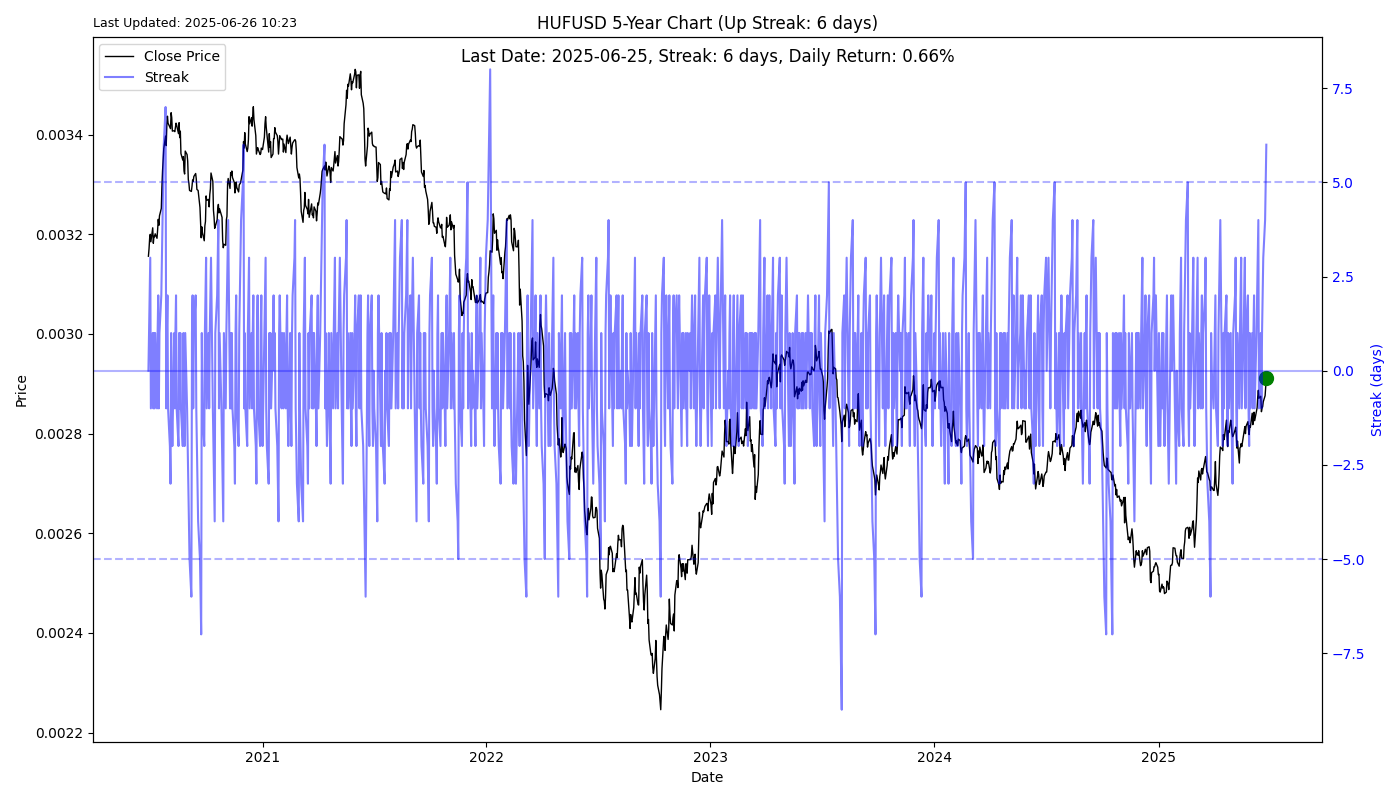 Last Updated: 2025-06-26 10:23
HUFUSD 5-Year Chart (Up Streak: 6 days)
Last Date: 2025-06-25, Streak: 6 days, Daily Return: 0.66%
Close Price
Streak
Price
0.0034
0.0032
0.0030
0.0028
0.0026
0.0024
0.0022
7.5
5.0
2.5
0.0
−2.5
−5.0
−7.5
Streak (days)
2021
2022
2023
2024
2025
Date